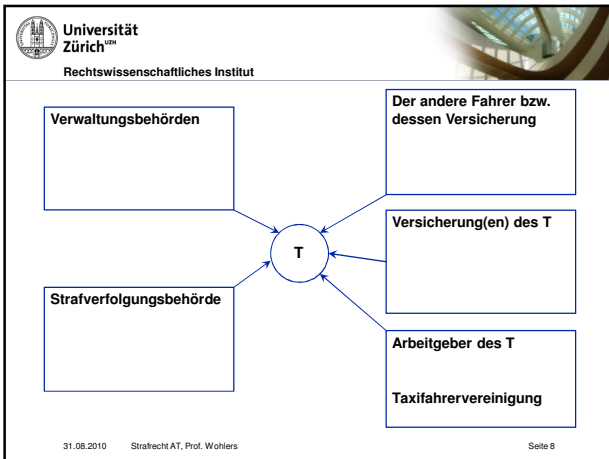 Universität
Zürich UZH
Rechtswissenschaftliches Institut
Verwaltungsbehörden
Der andere Fahrer bzw.
dessen Versicherung
Versicherung(en) des T
T
Strafverfolgungsbehörde
Arbeitgeber des T
Taxifahrervereinigung
31.08.2010 Strafrecht AT, Prof. Wohlers Seite 8